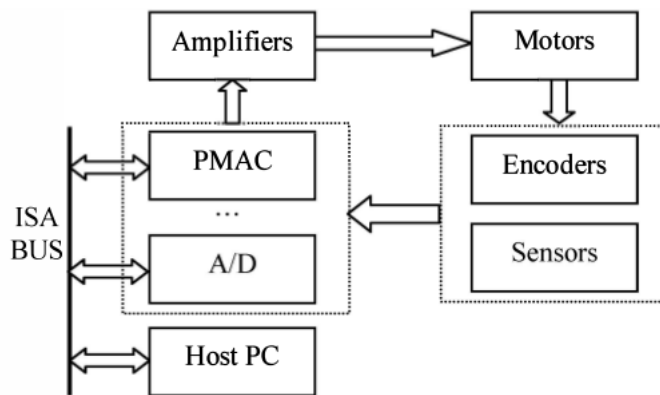 Amplifiers
Motors
PMAC
Encoders
...
ISA
BUS
A/D
Sensors
Host PC